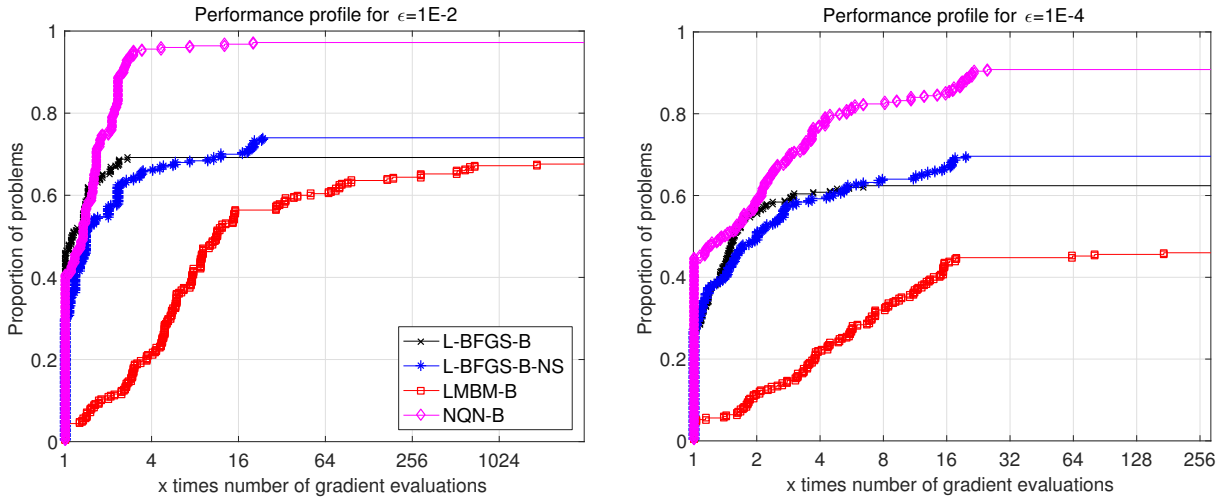 Performance profile for ϵ=1E-2
1
0.8
0.6
0.4
0.2
0
Proportion of problems
L-BFGS-B
L-BFGS-B-NS
LMBM-B
NQN-B
1 4 16 64 256 1024
x times number of gradient evaluations
Performance profile for ϵ=1E-4
1
0.8
0.6
0.4
0.2
0
Proportion of problems
1 2 4 8 16 32 64 128 256
x times number of gradient evaluations